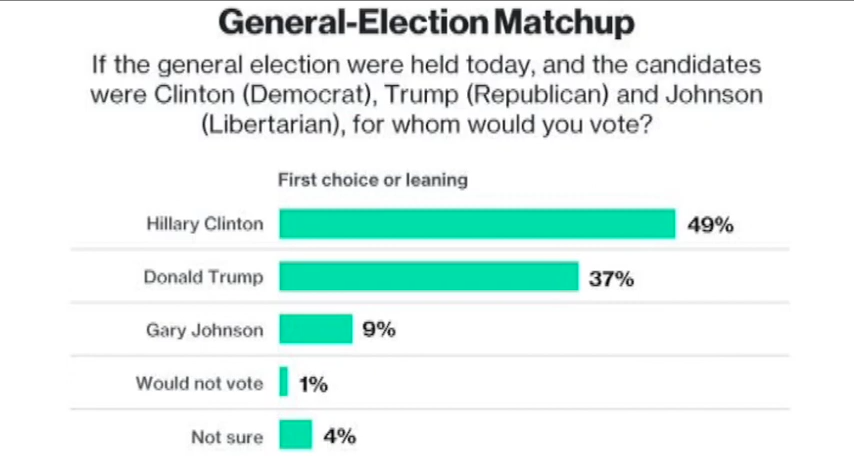 General-Election Matchup
If the general election were held today, and the candidates
were Clinton (Democrat), Trump (Republican) and Johnson
(Libertarian), for whom would you vote?
First choice or leaning
Hillary Clinton 49%
Donald Trump 37%
Gary Johnson 9%
Would not vote 1%
Not sure 4%